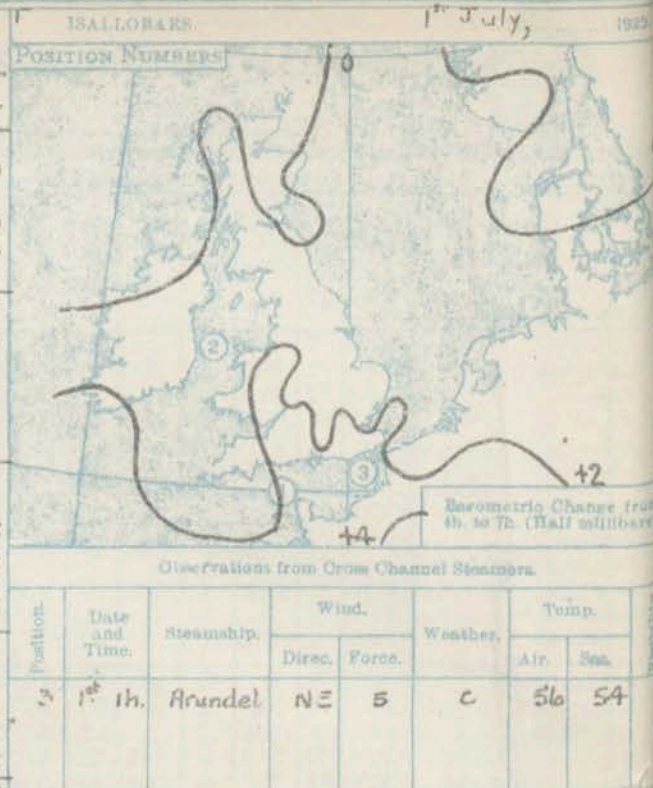 ISALLOBARS. 1st July, 192
POSITION NUMBERS
0
2
3
+2
+4
Barometric Change
4h. to 7h. (Half millibars
Observations from Cross Channel Steamers.
Position. Date and Time. Steamship. Wind. Weather. Temp.
Direc. Force. Air. Sea.
3 1st 1h. Arundel NE 5 c 56 54